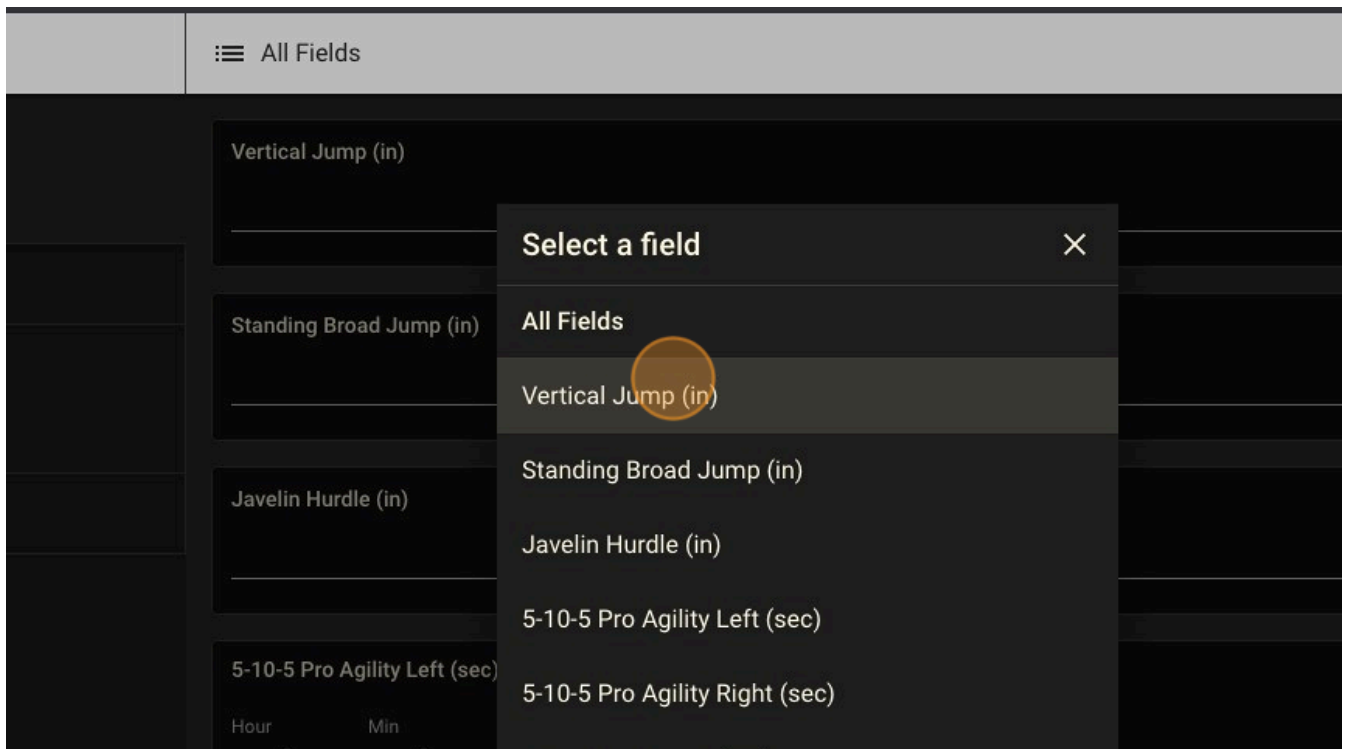 All Fields
Vertical Jump (in)
Select a field
Standing Broad Jump (in)
All Fields
Vertical Jump (in)
Standing Broad Jump (in)
Javelin Hurdle (in)
Javelin Hurdle (in)
5-10-5 Pro Agility Left (sec)
5-10-5 Pro Agility Left (sec)
5-10-5 Pro Agility Right (sec)
Hour Min